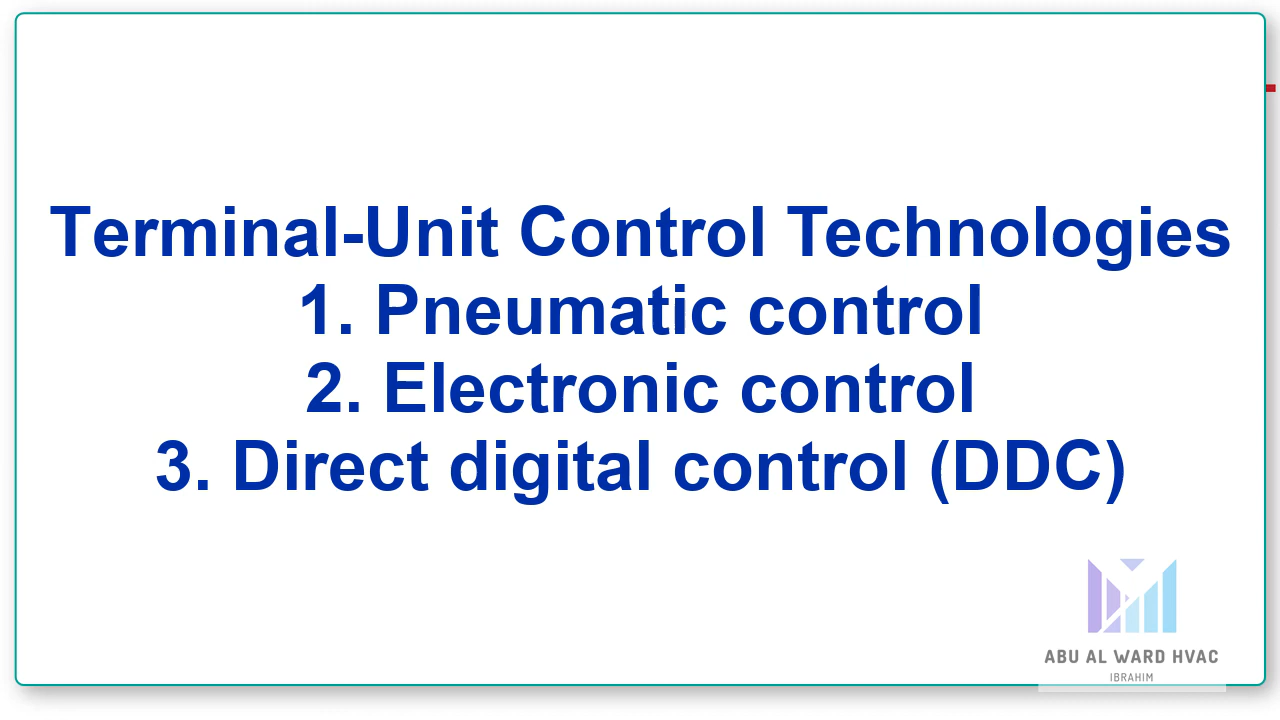 Terminal-Unit Control Technologies
1. Pneumatic control
2. Electronic control
3. Direct digital control (DDC)
ABU AL WARD HVAC
IBRAHIM